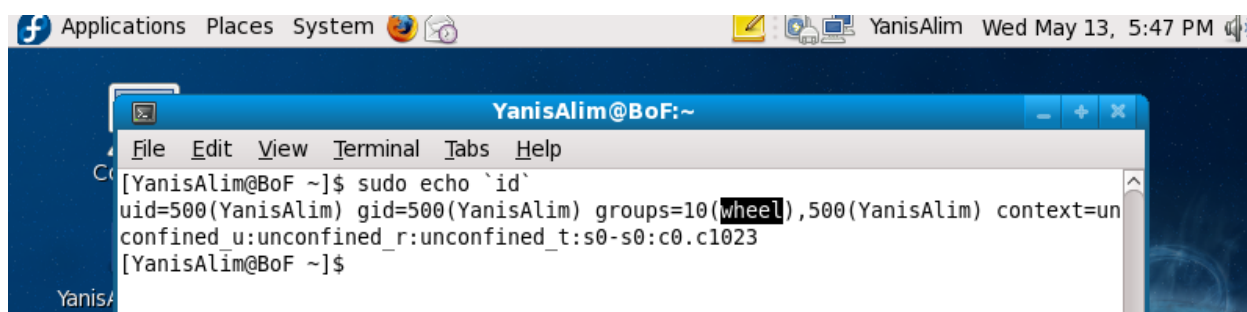 Applications Places System YanisAlim Wed May 13, 5:47 PM
YanisAlim@BoF:~
File Edit View Terminal Tabs Help
[YanisAlim@BoF ~]$ sudo echo `id`
uid=500(YanisAlim) gid=500(YanisAlim) groups=10(wheel),500(YanisAlim) context=un
confined_u:unconfined_r:unconfined_t:s0-s0:c0.c1023
[YanisAlim@BoF ~]$